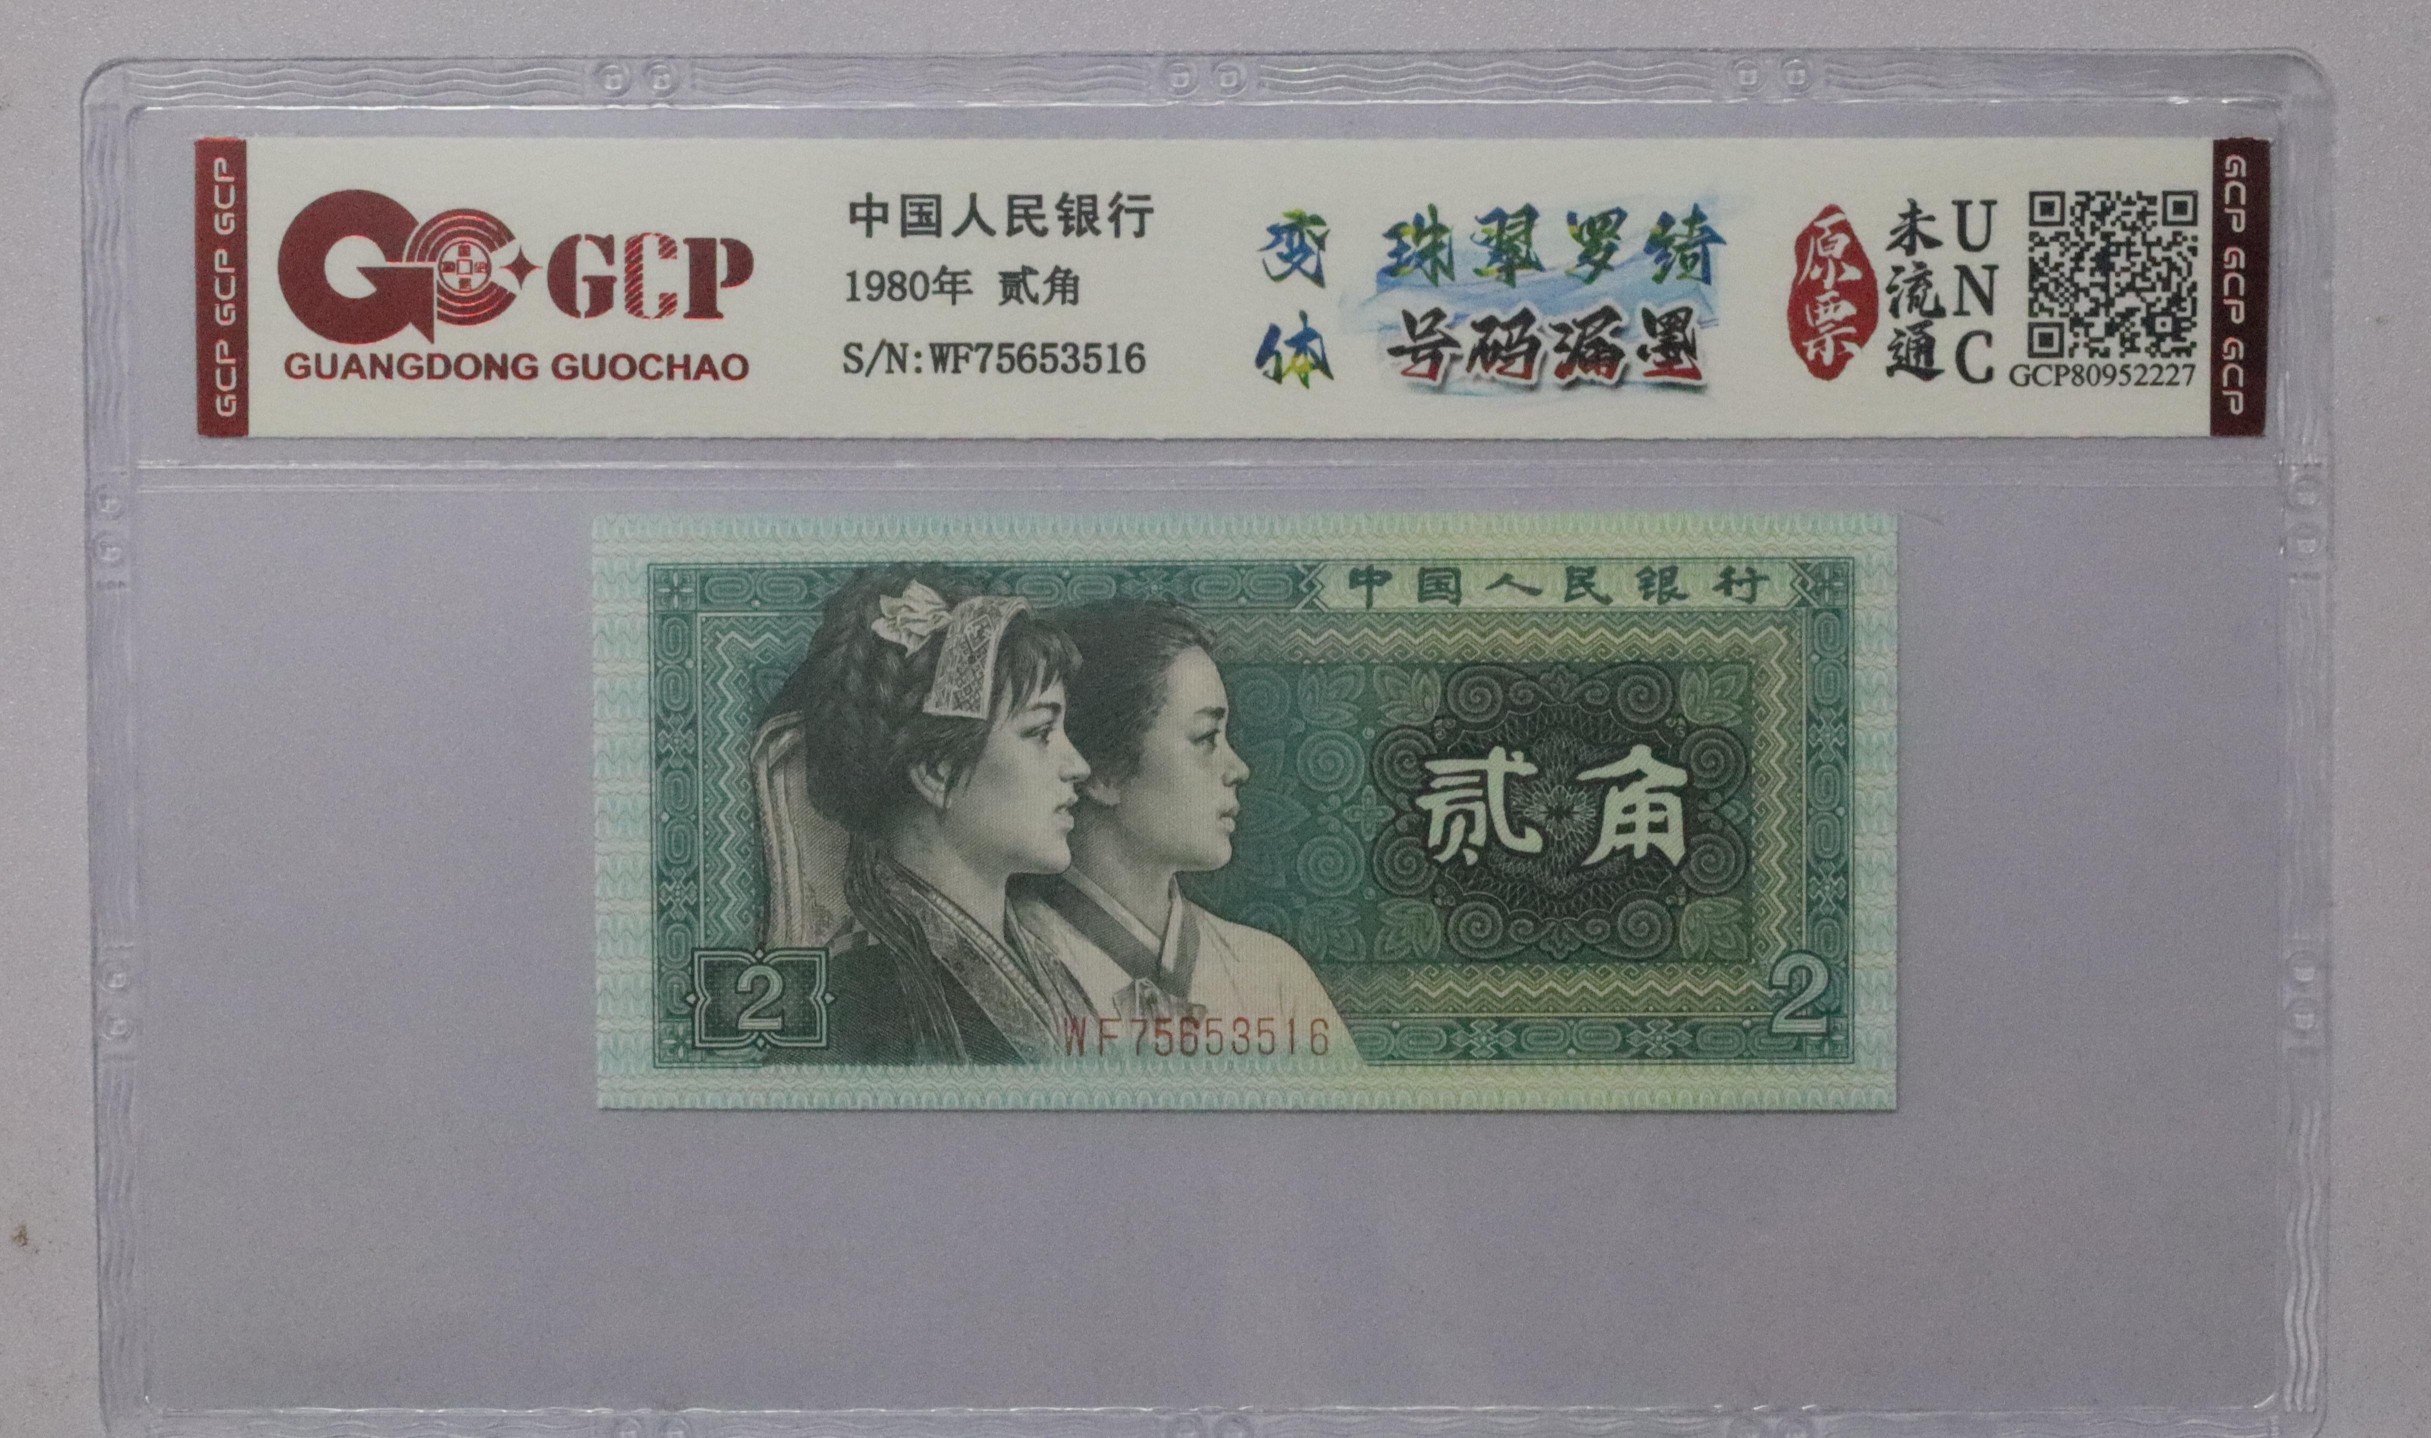 GCP GCP GCP
GCP
GUANGDONG GUOCHAO
中国人民银行
1980年 贰角
S/N:WF75653516
变体
珠翠罗绮
号码漏墨
原票
未流通
UNC
GCP80952227
GCP GCP GCP
中国人民银行
贰角
2
2
WF75653516